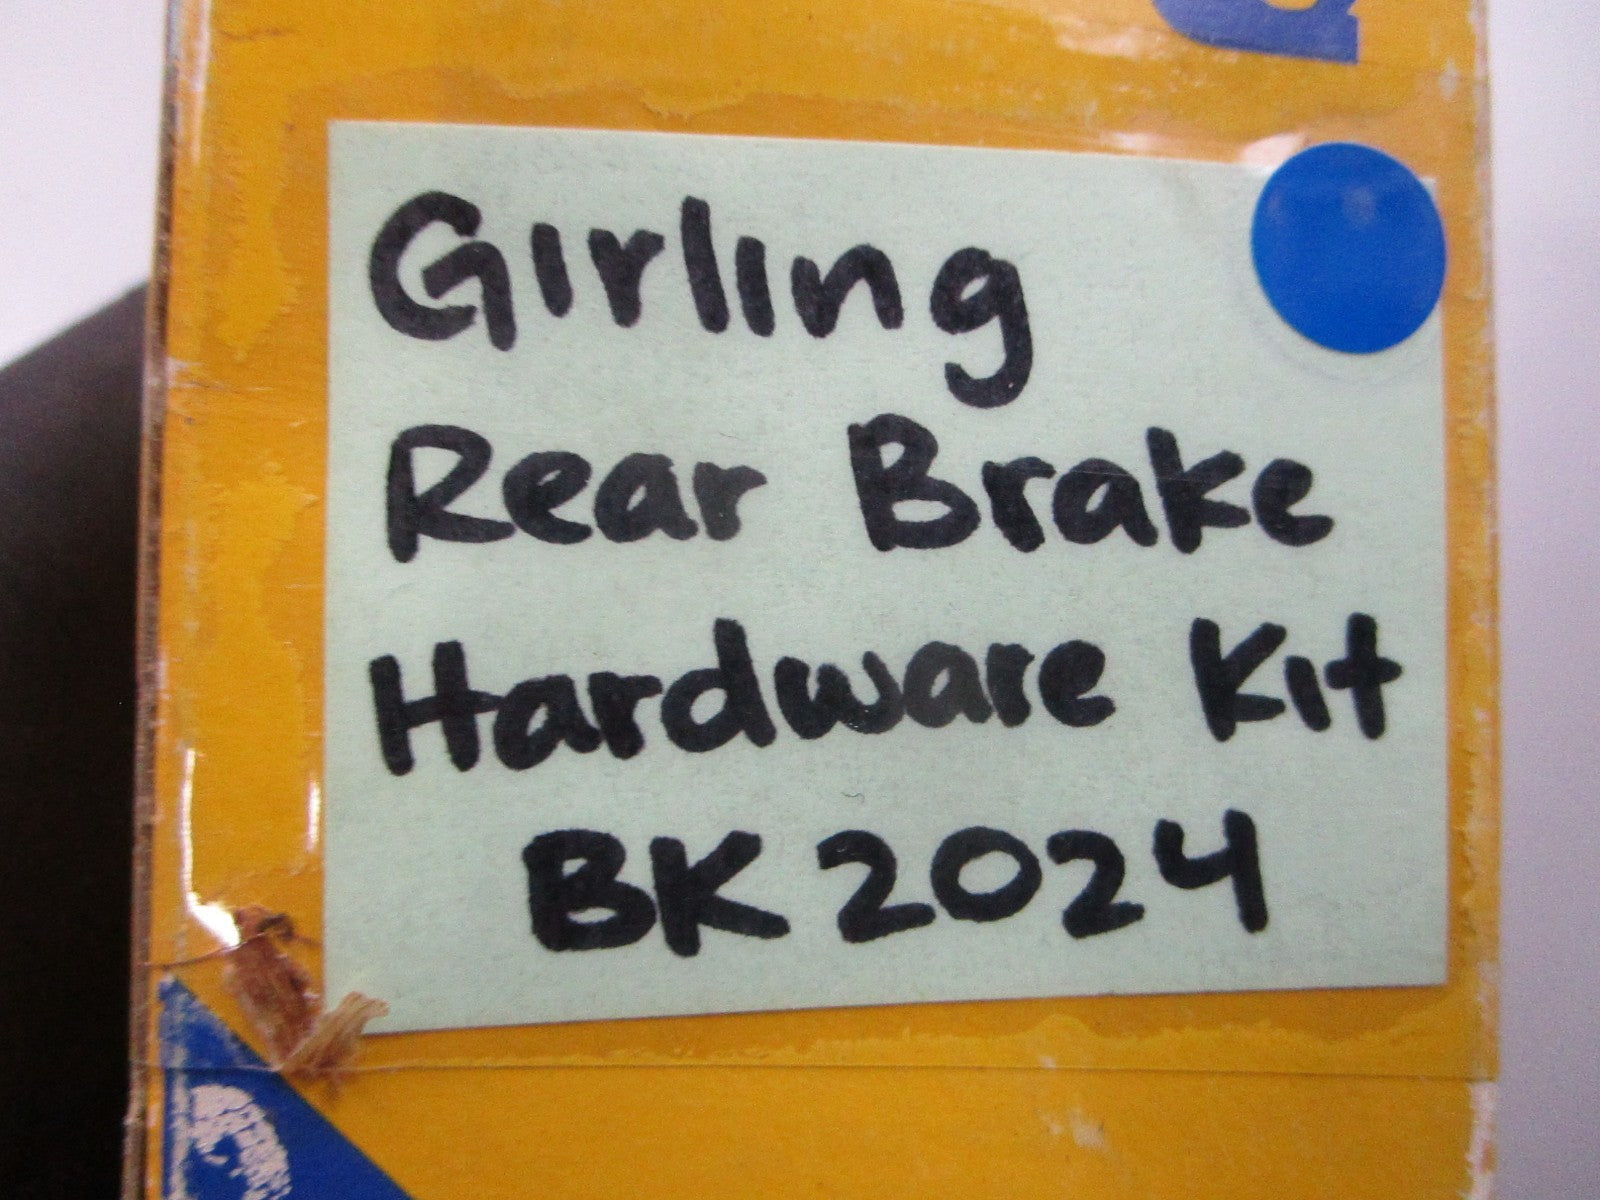 Girling
Rear Brake
Hardware Kit
BK2024